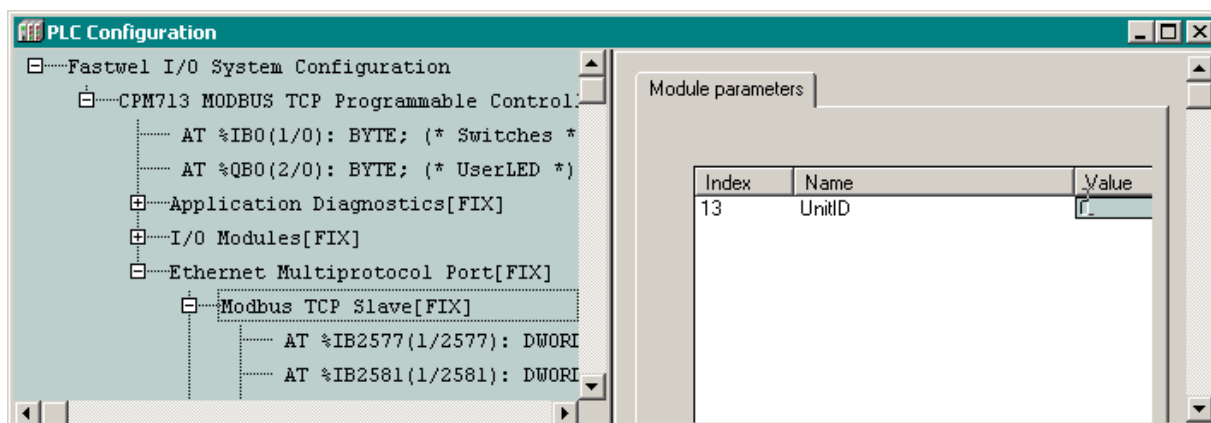 PLC Configuration
Fastwel I/O System Configuration
CPM713 MODBUS TCP Programmable Control
AT %IB0(1/0): BYTE; (* Switches *
AT %QB0(2/0): BYTE; (* UserLED *)
Application Diagnostics[FIX]
I/O Modules[FIX]
Ethernet Multiprotocol Port[FIX]
Modbus TCP Slave[FIX]
AT %IB2577(1/2577): DWORD
AT %IB2581(1/2581): DWORD
Module parameters
Index Name Value
13 UnitID